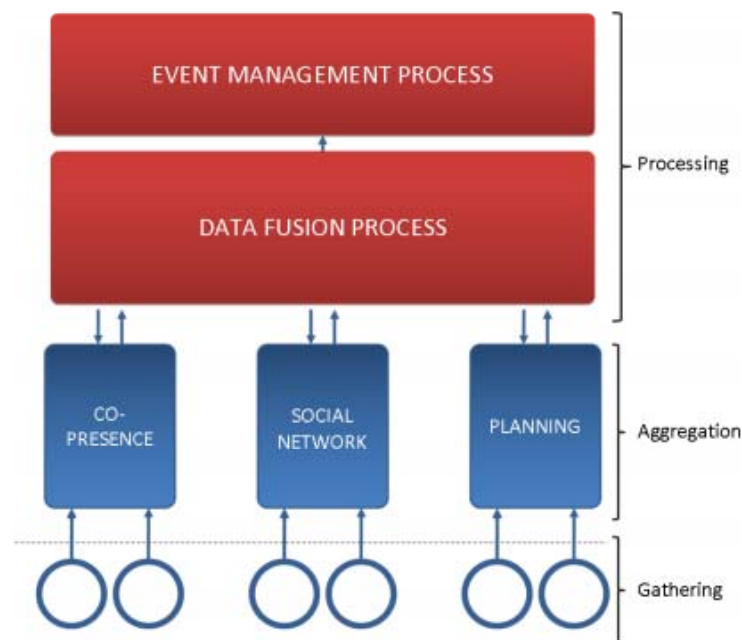 EVENT MANAGEMENT PROCESS
Processing
DATA FUSION PROCESS
CO-
PRESENCE
SOCIAL
NETWORK
PLANNING
Aggregation
Gathering